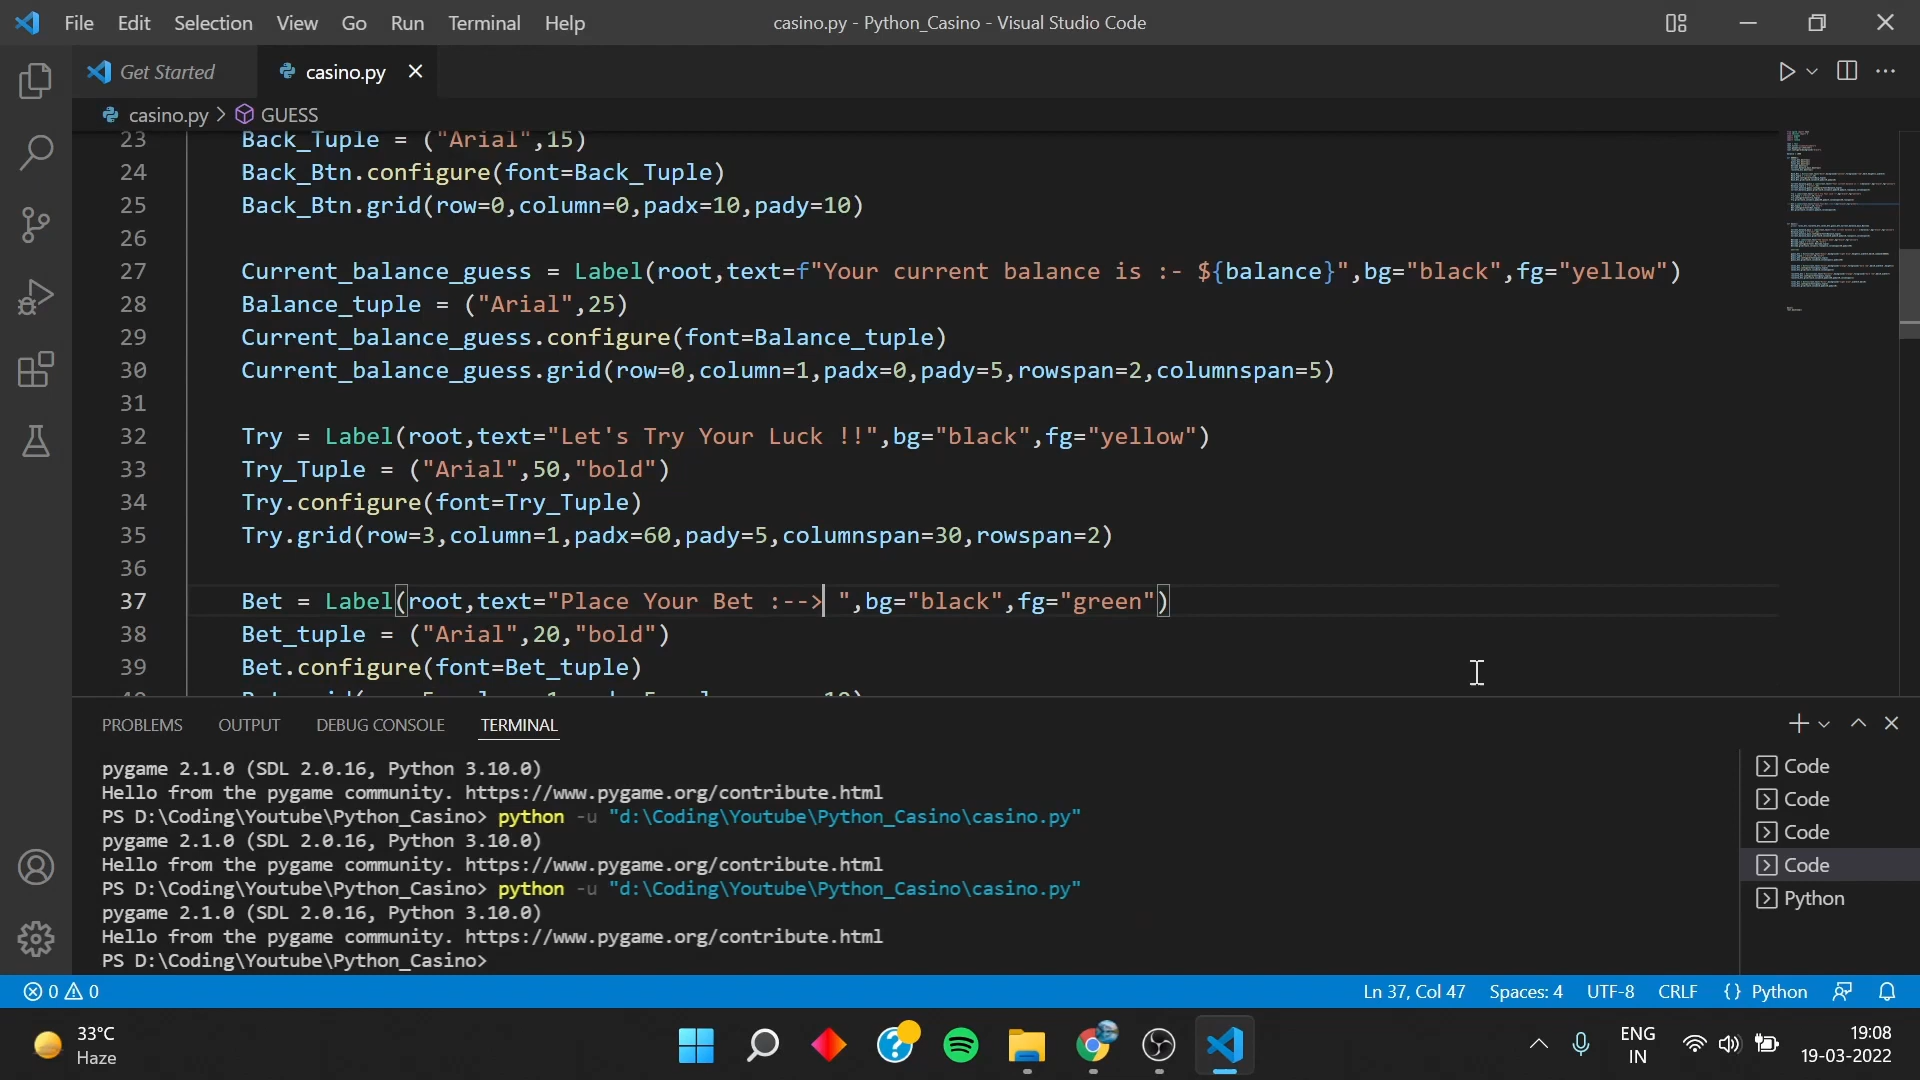 File Edit Selection View Go Run Terminal Help casino.py - Python_Casino - Visual Studio Code
Get Started casino.py
casino.py > GUESS
23 Back_Tuple = ("Arial",15)
24 Back_Btn.configure(font=Back_Tuple)
25 Back_Btn.grid(row=0,column=0,padx=10,pady=10)
26
27 Current_balance_guess = Label(root,text=f"Your current balance is :- ${balance}",bg="black",fg="yellow")
28 Balance_tuple = ("Arial",25)
29 Current_balance_guess.configure(font=Balance_tuple)
30 Current_balance_guess.grid(row=0,column=1,padx=0,pady=5,rowspan=2,columnspan=5)
31
32 Try = Label(root,text="Let's Try Your Luck !!",bg="black",fg="yellow")
33 Try_Tuple = ("Arial",50,"bold")
34 Try.configure(font=Try_Tuple)
35 Try.grid(row=3,column=1,padx=60,pady=5,columnspan=30,rowspan=2)
36
37 Bet = Label(root,text="Place Your Bet :--> ",bg="black",fg="green")
38 Bet_tuple = ("Arial",20,"bold")
39 Bet.configure(font=Bet_tuple)
PROBLEMS OUTPUT DEBUG CONSOLE TERMINAL
pygame 2.1.0 (SDL 2.0.16, Python 3.10.0)
Hello from the pygame community. https://www.pygame.org/contribute.html
PS D:\Coding\Youtube\Python_Casino> python -u "d:\Coding\Youtube\Python_Casino\casino.py"
pygame 2.1.0 (SDL 2.0.16, Python 3.10.0)
Hello from the pygame community. https://www.pygame.org/contribute.html
PS D:\Coding\Youtube\Python_Casino> python -u "d:\Coding\Youtube\Python_Casino\casino.py"
pygame 2.1.0 (SDL 2.0.16, Python 3.10.0)
Hello from the pygame community. https://www.pygame.org/contribute.html
PS D:\Coding\Youtube\Python_Casino>
Code
Code
Code
Code
Python
0 0 Ln 37, Col 47 Spaces: 4 UTF-8 CRLF {} Python
33°C
Haze
ENG
IN
19:08
19-03-2022